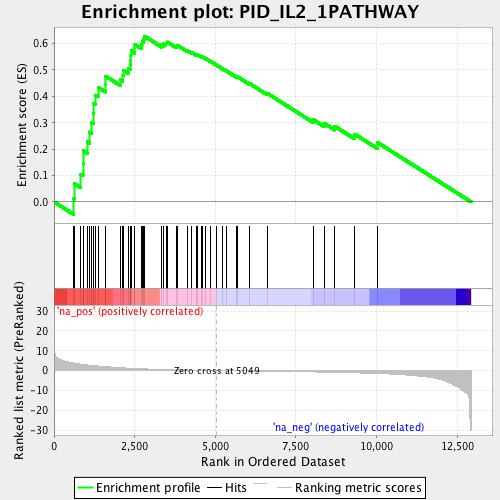 Enrichment plot: PID_IL2_1PATHWAY
Enrichment score (ES)
0.6
0.5
0.4
0.3
0.2
0.1
0.0
'na_pos' (positively correlated)
Ranked list metric (PreRanked)
30
20
10
0
-10
-20
-30
Zero cross at 5049
'na_neg' (negatively correlated)
0
2,500
5,000
7,500
10,000
12,500
Rank in Ordered Dataset
Enrichment profile
Hits
Ranking metric scores